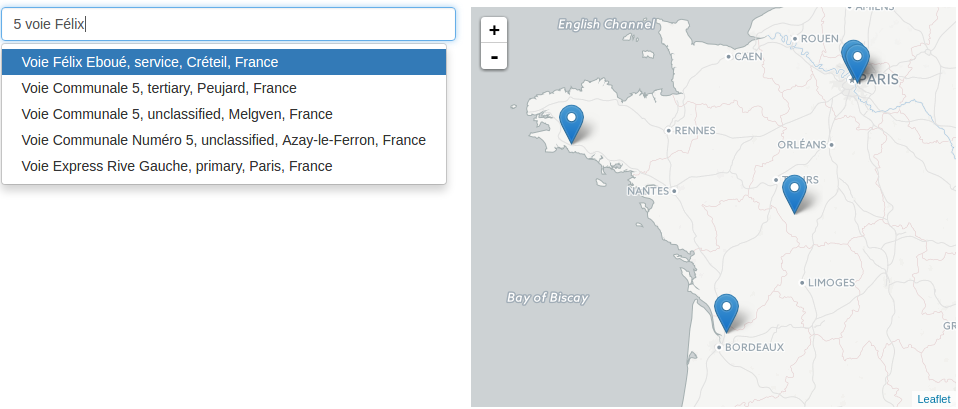 5 voie Félix
Voie Félix Eboué, service, Créteil, France
Voie Communale 5, tertiary, Peujard, France
Voie Communale 5, unclassified, Melgven, France
Voie Communale Numéro 5, unclassified, Azay-le-Ferron, France
Voie Express Rive Gauche, primary, Paris, France
+
-
AMIENS
English Channel
ROUEN
CAEN
PARIS
RENNES
ORLÉANS
NANTES
Bay of Biscay
LIMOGES
BORDEAUX
Leaflet